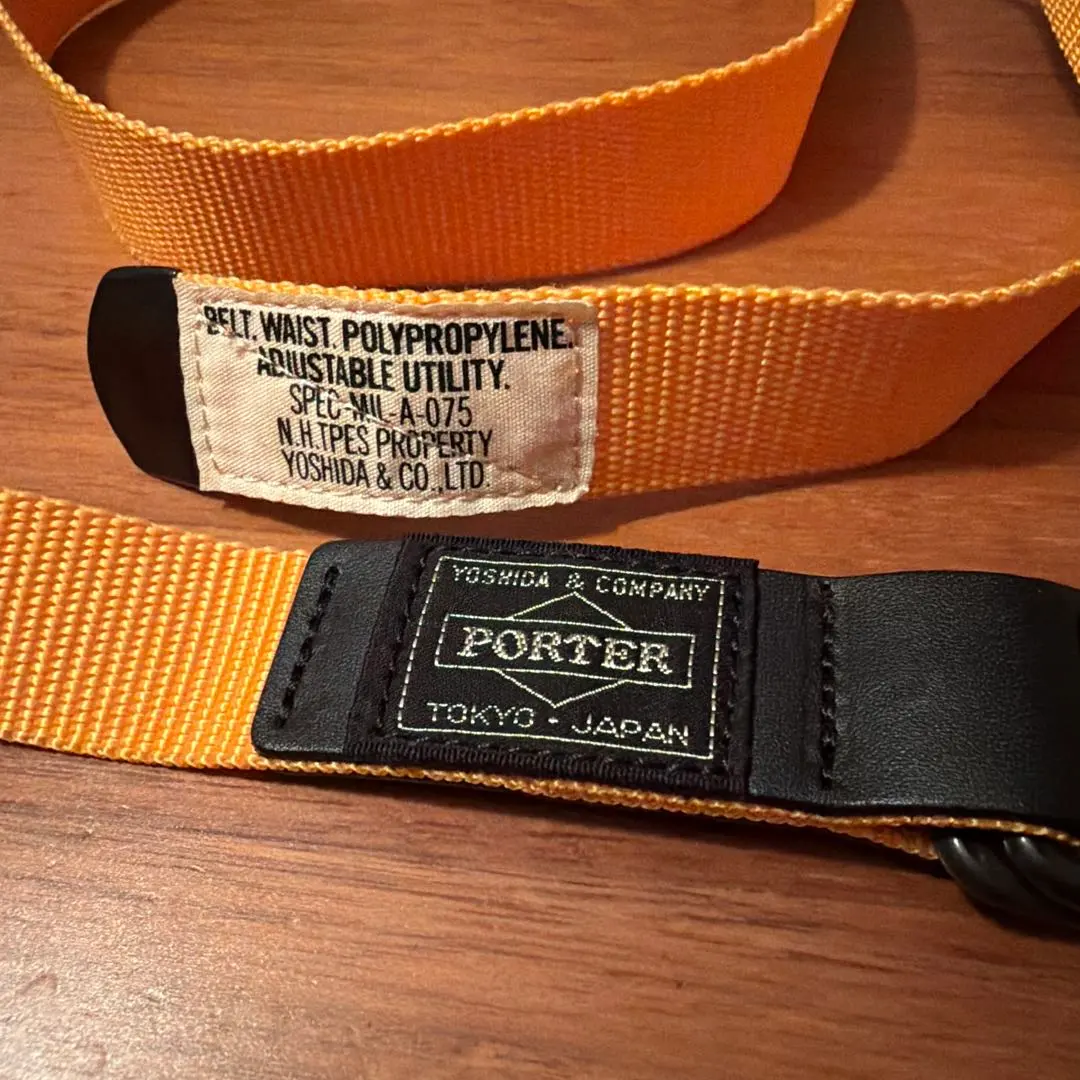 BELT. WAIST. POLYPROPYLENE.
ADJUSTABLE UTILITY.
SPEC-MIL-A-075
N.H.TPES PROPERTY
YOSHIDA & CO.,LTD.
YOSHIDA & COMPANY
PORTER
TOKYO · JAPAN